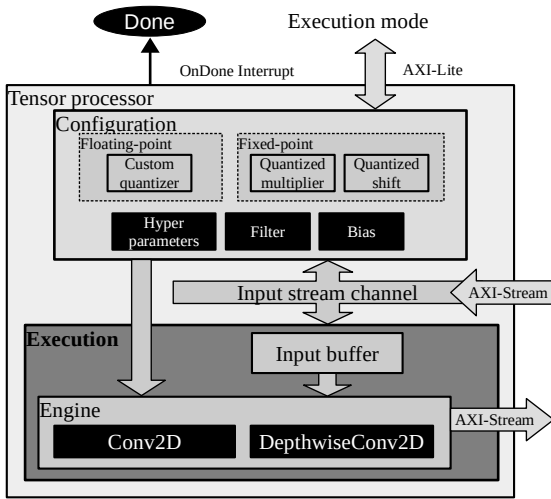 Done
Execution mode
OnDone Interrupt
AXI-Lite
Tensor processor
Configuration
Floating-point
Fixed-point
Custom
quantizer
Quantized
multiplier
Quantized
shift
Hyper
parameters
Filter
Bias
Input stream channel
AXI-Stream
Execution
Input buffer
Engine
Conv2D
DepthwiseConv2D
AXI-Stream